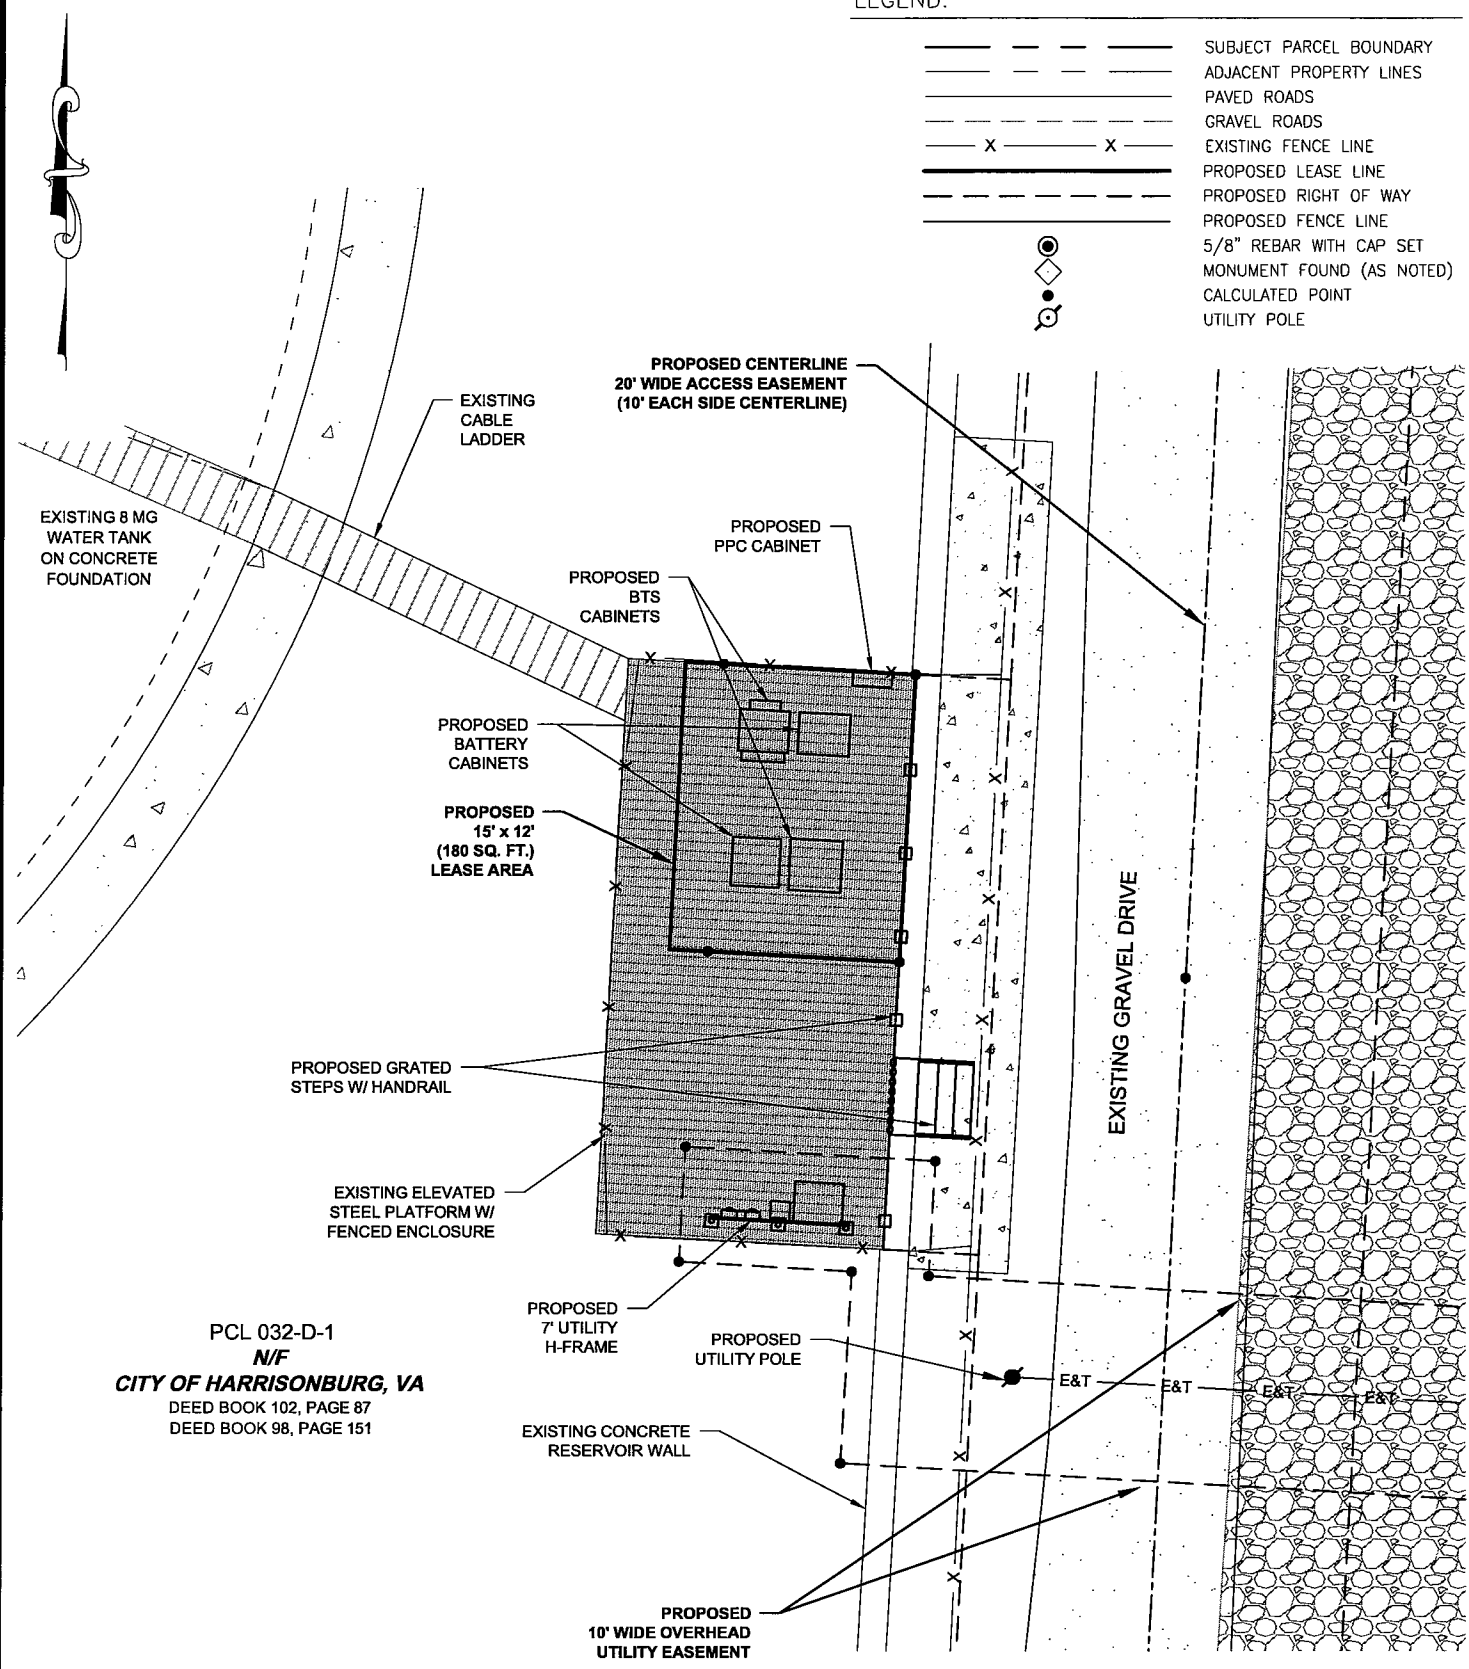 LEGEND:
SUBJECT PARCEL BOUNDARY
ADJACENT PROPERTY LINES
PAVED ROADS
GRAVEL ROADS
X X EXISTING FENCE LINE
PROPOSED LEASE LINE
PROPOSED RIGHT OF WAY
PROPOSED FENCE LINE
5/8" REBAR WITH CAP SET
MONUMENT FOUND (AS NOTED)
CALCULATED POINT
UTILITY POLE
PROPOSED CENTERLINE
20' WIDE ACCESS EASEMENT
(10' EACH SIDE CENTERLINE)
EXISTING
CABLE
LADDER
EXISTING 8 MG
WATER TANK
ON CONCRETE
FOUNDATION
PROPOSED
PPC CABINET
PROPOSED
BTS
CABINETS
PROPOSED
BATTERY
CABINETS
PROPOSED
15' x 12'
(180 SQ. FT.)
LEASE AREA
EXISTING GRAVEL DRIVE
PROPOSED GRATED
STEPS W/ HANDRAIL
EXISTING ELEVATED
STEEL PLATFORM W/
FENCED ENCLOSURE
PROPOSED
7' UTILITY
H-FRAME
PROPOSED
UTILITY POLE
E&T E&T E&T E&T
PCL 032-D-1
N/F
CITY OF HARRISONBURG, VA
DEED BOOK 102, PAGE 87
DEED BOOK 98, PAGE 151
EXISTING CONCRETE
RESERVOIR WALL
PROPOSED
10' WIDE OVERHEAD
UTILITY EASEMENT